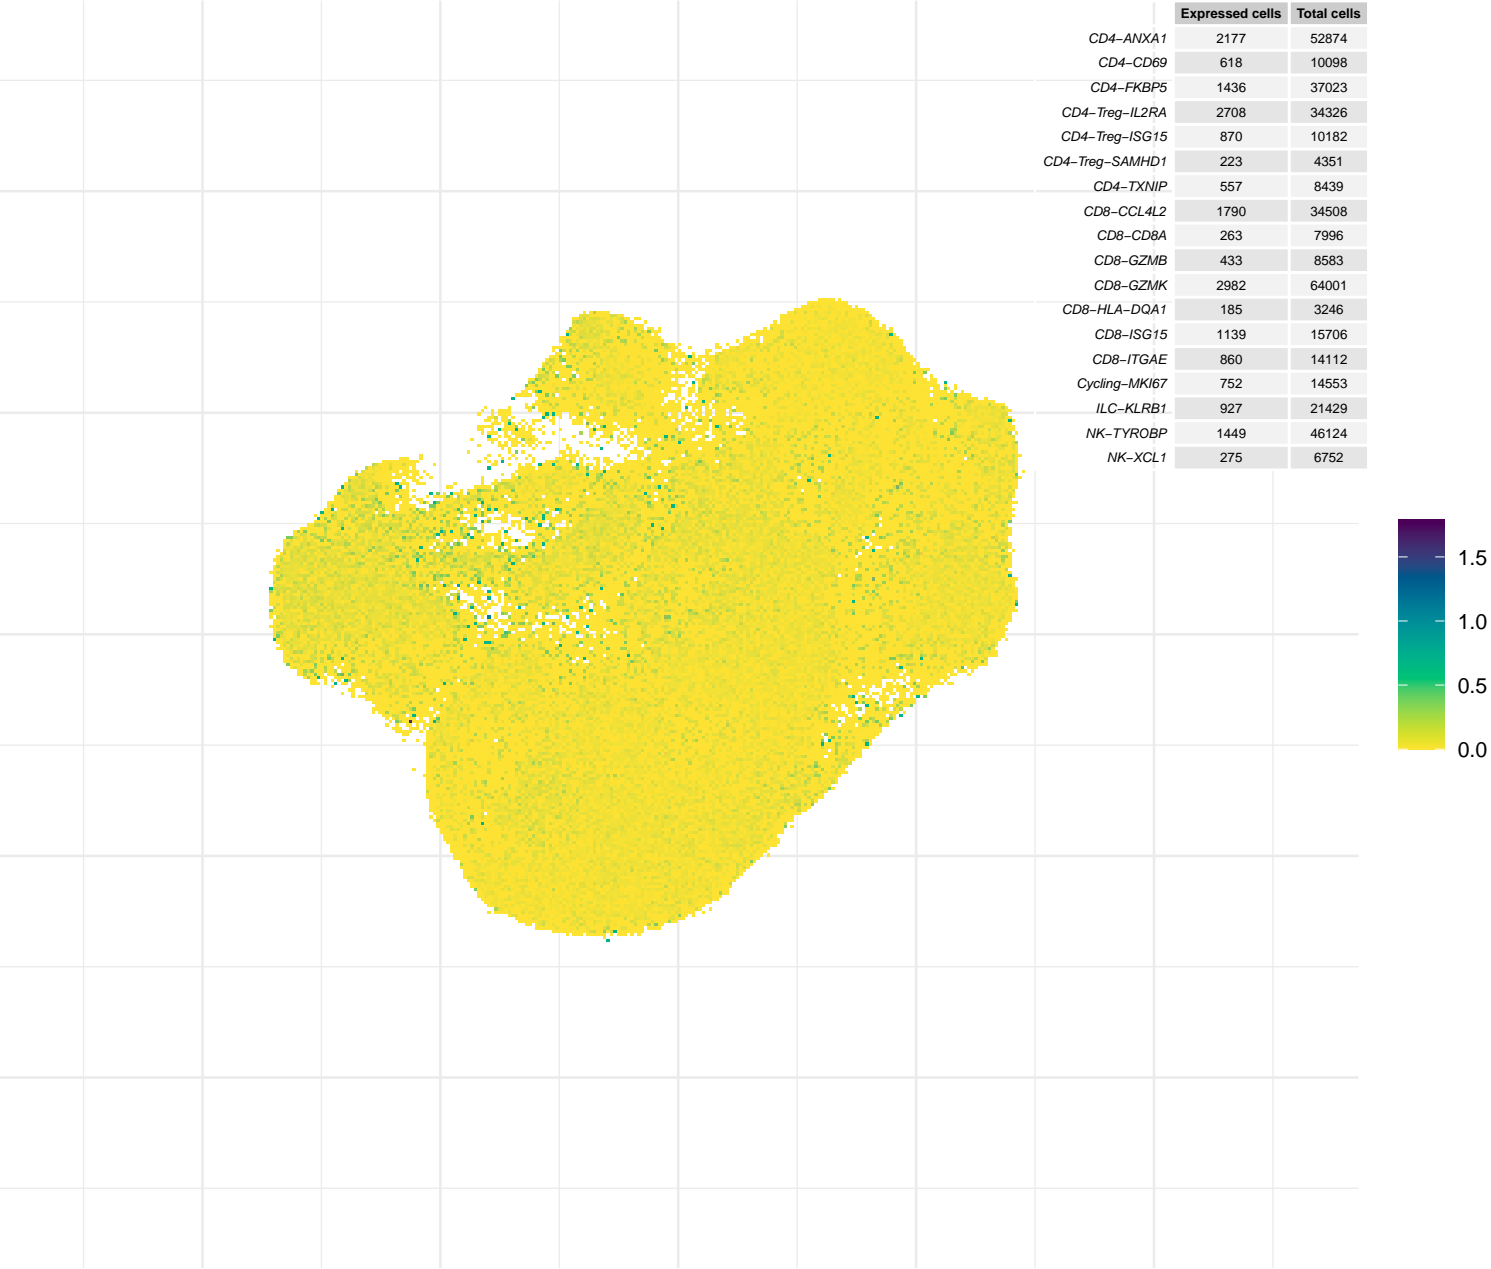 Expressed cells Total cells
CD4−ANXA1 2177 52874
CD4−CD69 618 10098
CD4−FKBP5 1436 37023
CD4−Treg−IL2RA 2708 34326
CD4−Treg−ISG15 870 10182
CD4−Treg−SAMHD1 223 4351
CD4−TXNIP 557 8439
CD8−CCL4L2 1790 34508
CD8−CD8A 263 7996
CD8−GZMB 433 8583
CD8−GZMK 2982 64001
CD8−HLA−DQA1 185 3246
CD8−ISG15 1139 15706
CD8−ITGAE 860 14112
Cycling−MKI67 752 14553
ILC−KLRB1 927 21429
NK−TYROBP 1449 46124
NK−XCL1 275 6752
1.5
1.0
0.5
0.0